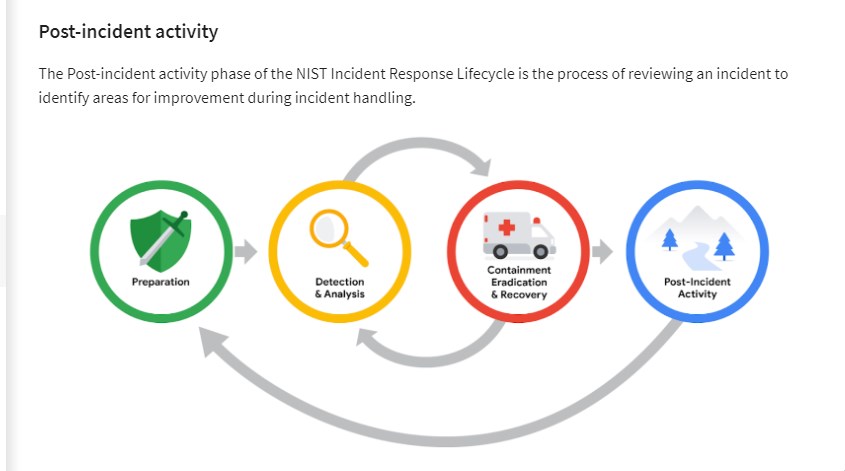 Post-incident activity
The Post-incident activity phase of the NIST Incident Response Lifecycle is the process of reviewing an incident to
identify areas for improvement during incident handling.
Preparation
Detection
& Analysis
Containment
Eradication
& Recovery
Post-Incident
Activity